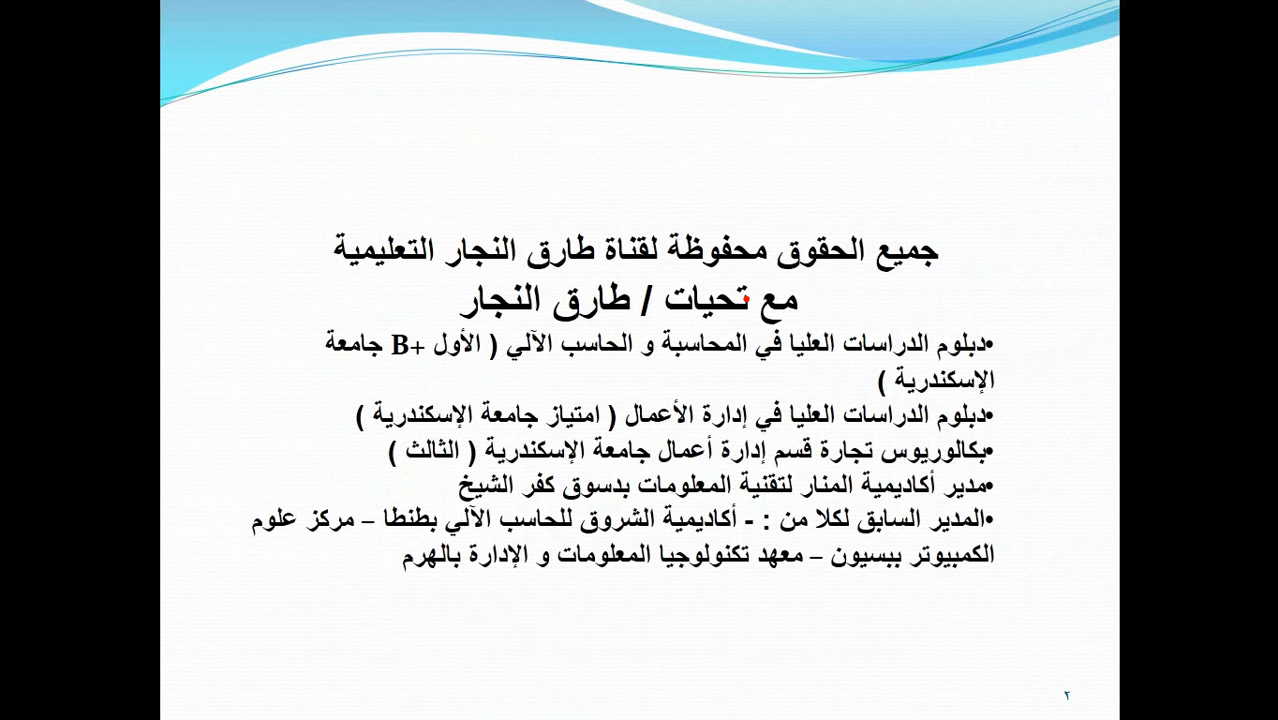 جميع الحقوق محفوظة لقناة طارق النجار التعليمية
مع تحيات / طارق النجار
•دبلوم الدراسات العليا في المحاسبة و الحاسب الآلي ( الأول +B جامعة
الإسكندرية )
•دبلوم الدراسات العليا في إدارة الأعمال ( امتياز جامعة الإسكندرية )
•بكالوريوس تجارة قسم إدارة أعمال جامعة الإسكندرية ( الثالث )
•مدير أكاديمية المنار لتقنية المعلومات بدسوق كفر الشيخ
•المدير السابق لكلا من : - أكاديمية الشروق للحاسب الآلي بطنطا – مركز علوم
الكمبيوتر ببسيون – معهد تكنولوجيا المعلومات و الإدارة بالهرم
٢